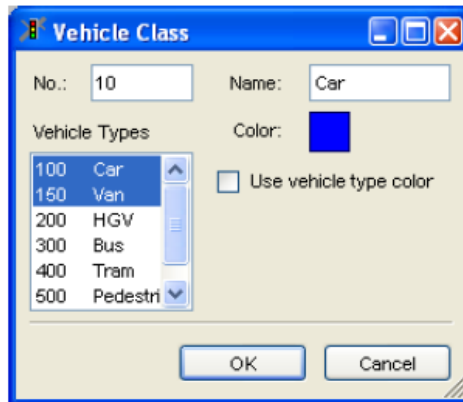 Vehicle Class
No.: 10 Name: Car
Vehicle Types Color:
100 Car
150 Van
Use vehicle type color
200 HGV
300 Bus
400 Tram
500 Pedestri
OK Cancel